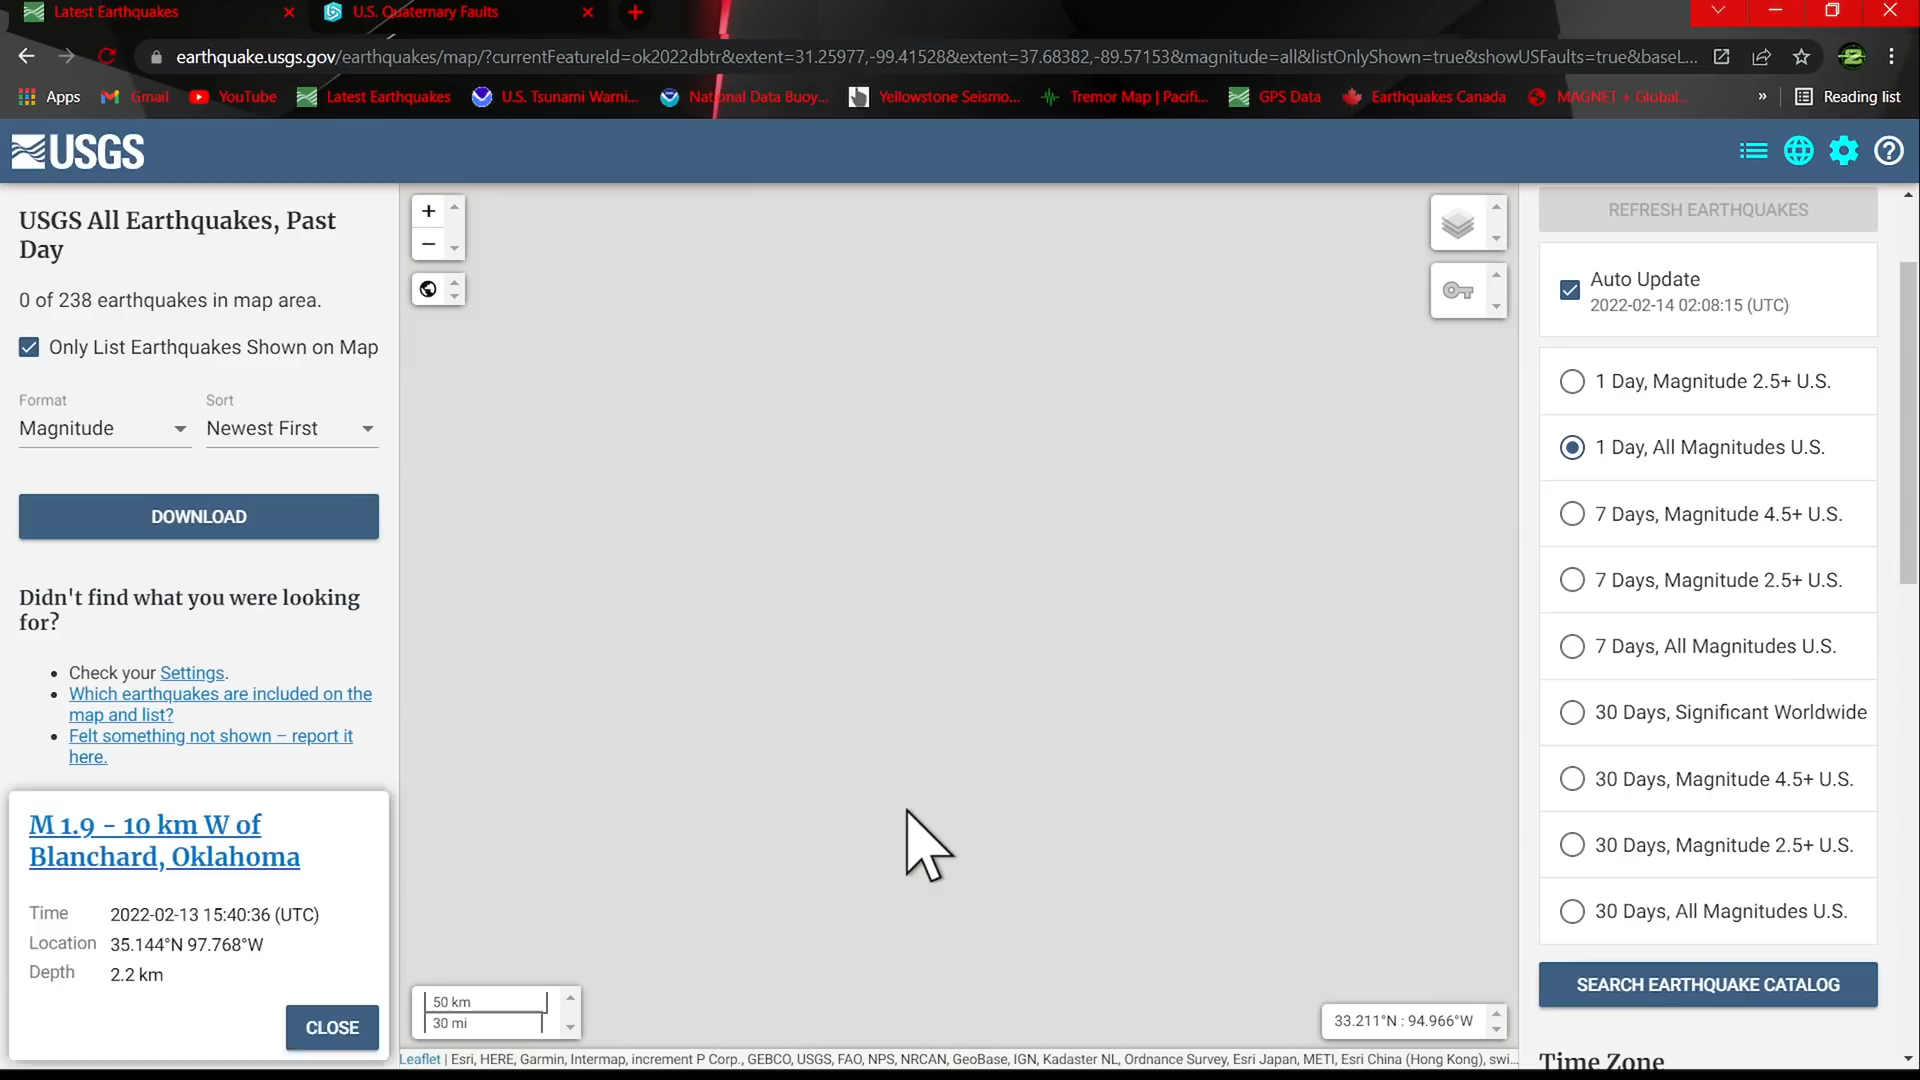 Latest Earthquakes
U.S. Quaternary Faults
earthquake.usgs.gov/earthquakes/map/?currentFeatureId=ok2022dbtr&extent=31.25977,-99.41528&extent=37.68382,-89.57153&magnitude=all&listOnlyShown=true&showUSFaults=true&baseL...
Apps
Gmail
YouTube
Latest Earthquakes
U.S. Tsunami Warni...
National Data Buoy...
Yellowstone Seismo...
Tremor Map | Pacifi...
GPS Data
Earthquakes Canada
MAGNET + Global...
»
Reading list
USGS
USGS All Earthquakes, Past
Day
0 of 238 earthquakes in map area.
Only List Earthquakes Shown on Map
Format
Sort
Magnitude
Newest First
DOWNLOAD
Didn't find what you were looking
for?
• Check your Settings.
• Which earthquakes are included on the
map and list?
• Felt something not shown – report it
here.
M 1.9 - 10 km W of
Blanchard, Oklahoma
Time 2022-02-13 15:40:36 (UTC)
Location 35.144°N 97.768°W
Depth 2.2 km
CLOSE
+
−
50 km
30 mi
33.211°N : 94.966°W
Leaflet | Esri, HERE, Garmin, Intermap, increment P Corp., GEBCO, USGS, FAO, NPS, NRCAN, GeoBase, IGN, Kadaster NL, Ordnance Survey, Esri Japan, METI, Esri China (Hong Kong), swi...
REFRESH EARTHQUAKES
Auto Update
2022-02-14 02:08:15 (UTC)
1 Day, Magnitude 2.5+ U.S.
1 Day, All Magnitudes U.S.
7 Days, Magnitude 4.5+ U.S.
7 Days, Magnitude 2.5+ U.S.
7 Days, All Magnitudes U.S.
30 Days, Significant Worldwide
30 Days, Magnitude 4.5+ U.S.
30 Days, Magnitude 2.5+ U.S.
30 Days, All Magnitudes U.S.
SEARCH EARTHQUAKE CATALOG
Time Zone